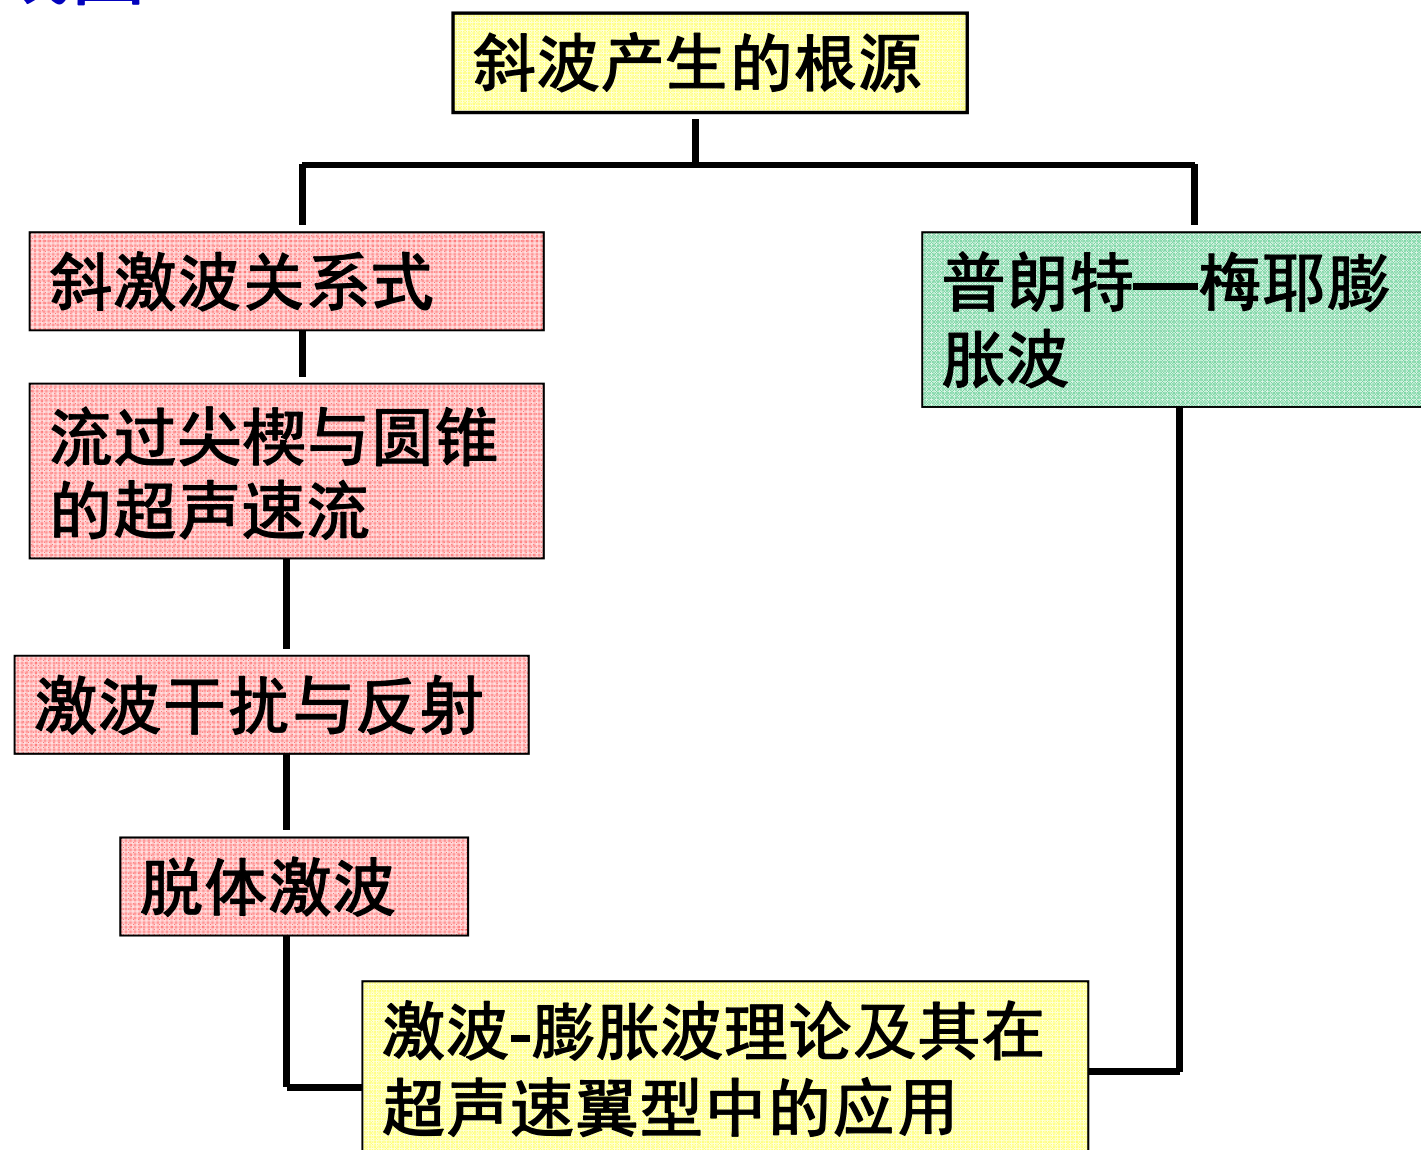 斜波产生的根源
斜激波关系式
普朗特—梅耶膨
胀波
流过尖楔与圆锥
的超声速流
激波干扰与反射
脱体激波
激波-膨胀波理论及其在
超声速翼型中的应用